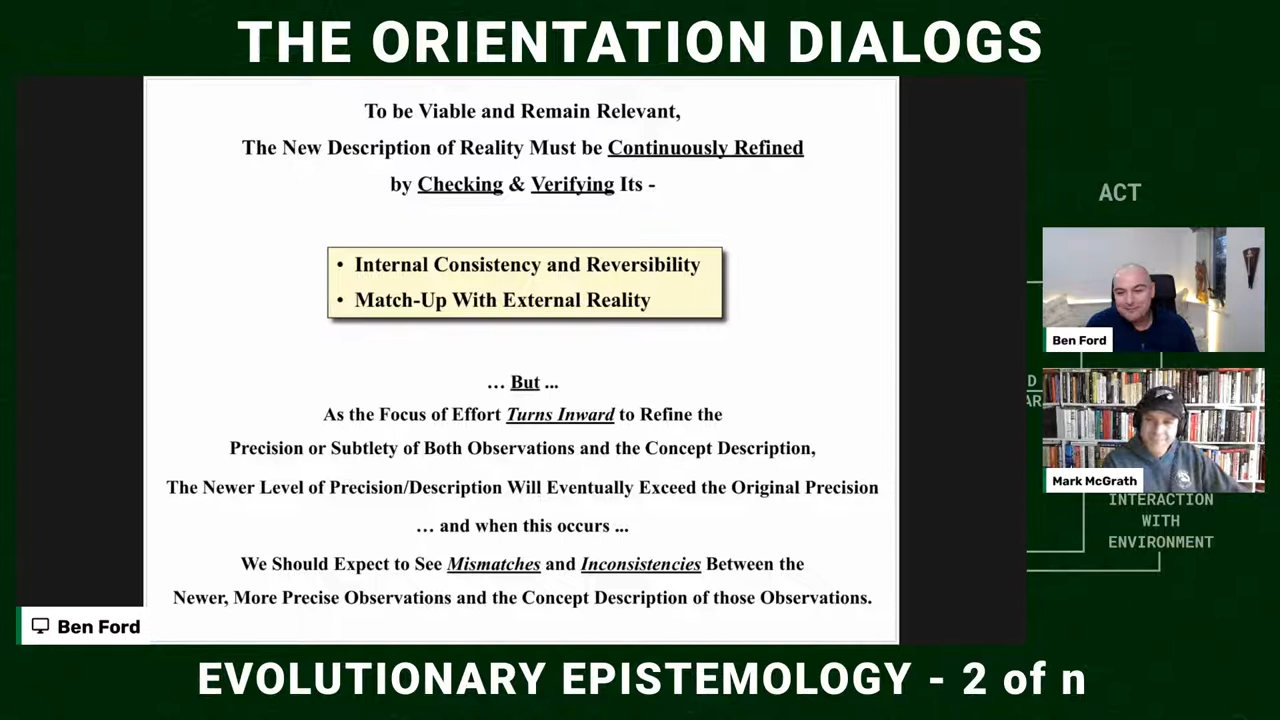 THE ORIENTATION DIALOGS
To be Viable and Remain Relevant,
The New Description of Reality Must be Continuously Refined
by Checking & Verifying Its -
• Internal Consistency and Reversibility
• Match-Up With External Reality
… But ...
As the Focus of Effort Turns Inward to Refine the
Precision or Subtlety of Both Observations and the Concept Description,
The Newer Level of Precision/Description Will Eventually Exceed the Original Precision
… and when this occurs ...
We Should Expect to See Mismatches and Inconsistencies Between the
Newer, More Precise Observations and the Concept Description of those Observations.
Ben Ford
ACT
Ben Ford
Mark McGrath
INTERACTION
WITH
ENVIRONMENT
EVOLUTIONARY EPISTEMOLOGY - 2 of n